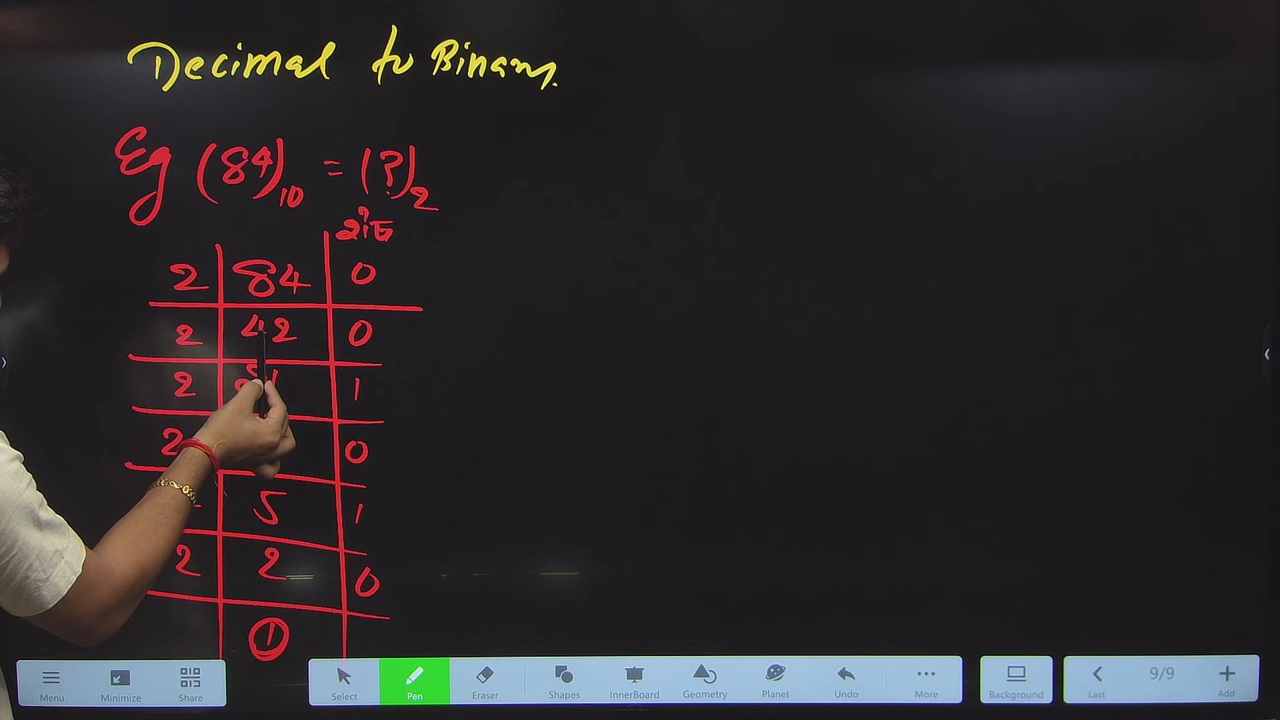 Decimal to Binary.
Eg (84)10 = (?)2
2 84 0
2 42 0
2 1
2 0
5 1
2 2 0
1
Menu Minimize Share Select Pen Eraser Shapes InnerBoard Geometry Planet Undo More Background Last 9/9 Add